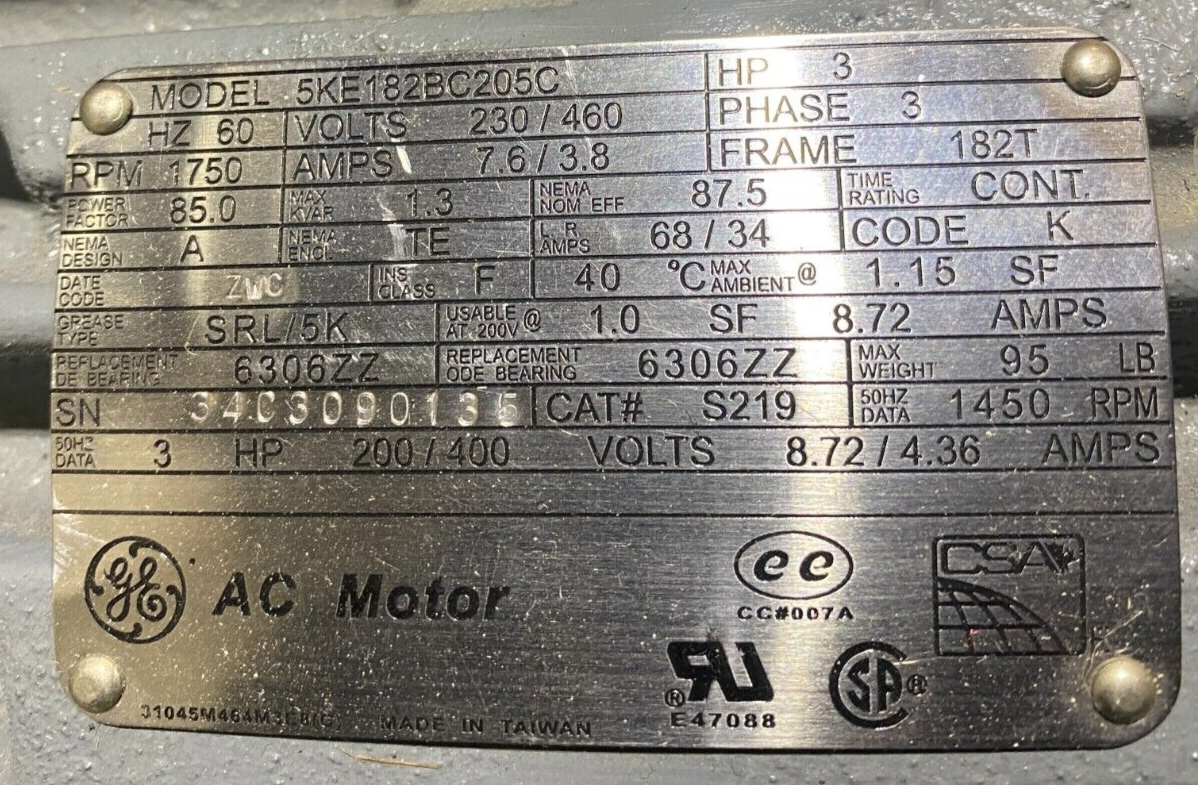 MODEL 5KE182BC205C HP 3
HZ 60 VOLTS 230 / 460 PHASE 3
RPM 1750 AMPS 7.6 / 3.8 FRAME 182T
POWER FACTOR 85.0 MAX KVAR 1.3 NEMA NOM EFF 87.5 TIME RATING CONT.
NEMA DESIGN A NEMA ENCL TE L. R. AMPS 68 / 34 CODE K
DATE CODE ZWC INS CLASS F 40 °C MAX AMBIENT @ 1.15 SF
GREASE TYPE SRL/5K USABLE @ AT 200V 1.0 SF 8.72 AMPS
REPLACEMENT DE BEARING 6306ZZ REPLACEMENT ODE BEARING 6306ZZ MAX WEIGHT 95 LB
SN CAT# S219 50HZ DATA 1450 RPM
50HZ DATA 3 HP 200 / 400 VOLTS 8.72 / 4.36 AMPS
GE AC Motor
ee
CC#007A
CSA
RU ®
E47088
SA ®
MADE IN TAIWAN